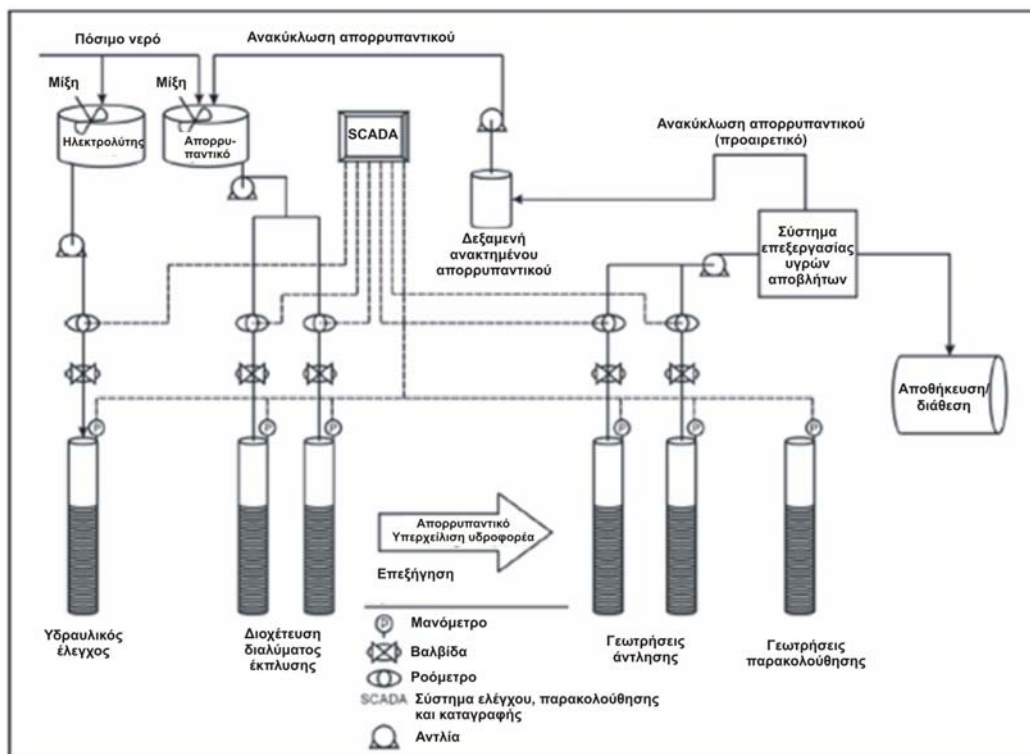 Πόσιμο νερό
Ανακύκλωση απορρυπαντικού
Μίξη
Μίξη
Ηλεκτρολύτης
Απορρυ-
παντικό
SCADA
Ανακύκλωση απορρυπαντικού
(προαιρετικό)
Δεξαμενή
ανακτημένου
απορρυπαντικού
Σύστημα
επεξεργασίας
υγρών
αποβλήτων
Αποθήκευση/
διάθεση
P
P
P
P
P
P
Απορρυπαντικό
Υπερχείλιση υδροφορέα
Υδραυλικός
έλεγχος
Διοχέτευση
διαλύματος
έκπλυσης
Γεωτρήσεις
άντλησης
Γεωτρήσεις
παρακολούθησης
Επεξήγηση
P Μανόμετρο
Βαλβίδα
Ροόμετρο
SCADA Σύστημα ελέγχου, παρακολούθησης
και καταγραφής
Αντλία